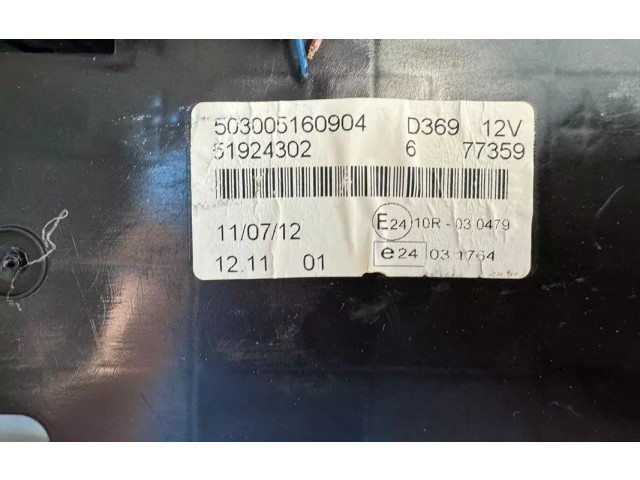 503005160904 D369 12V
51924302 6 77359
11/07/12 E24 10R - 03 0479
12.11 01 e24 03 1764